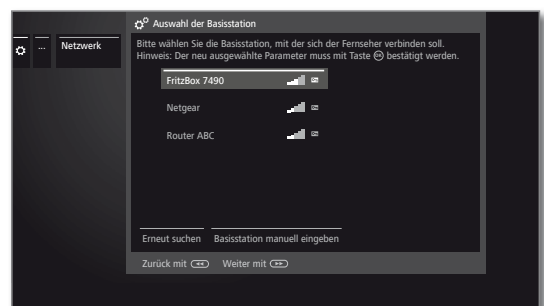 Auswahl der Basisstation
... Netzwerk
Bitte wählen Sie die Basisstation, mit der sich der Fernseher verbinden soll.
Hinweis: Der neu ausgewählte Parameter muss mit Taste OK bestätigt werden.
FritzBox 7490
Netgear
Router ABC
Erneut suchen Basisstation manuell eingeben
Zurück mit Weiter mit